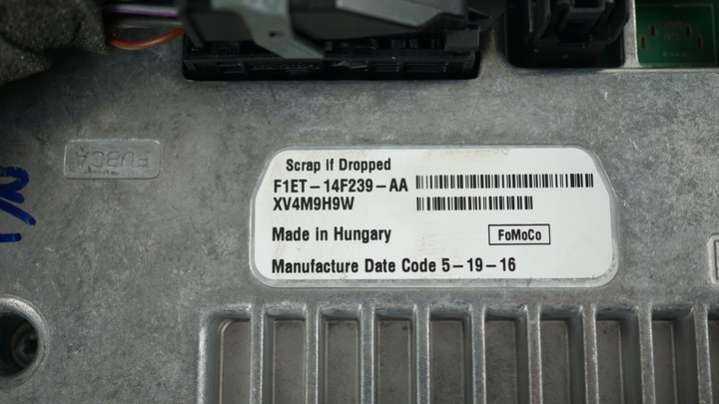 Scrap If Dropped
F1ET-14F239-AA
XV4M9H9W
Made in Hungary
FoMoCo
Manufacture Date Code 5-19-16